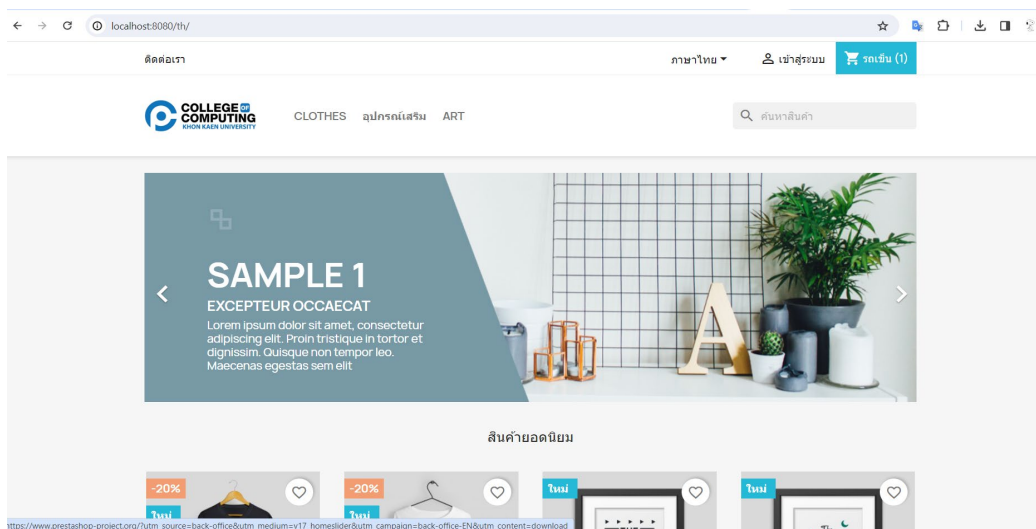 localhost:8080/th/
ติดต่อเรา
ภาษาไทย
เข้าสู่ระบบ
รถเข็น (1)
COLLEGE OF
COMPUTING
KHON KAEN UNIVERSITY
CLOTHES อุปกรณ์เสริม ART
ค้นหาสินค้า
SAMPLE 1
EXCEPTEUR OCCAECAT
Lorem ipsum dolor sit amet, consectetur
adipiscing elit. Proin tristique in tortor et
dignissim. Quisque non tempor leo.
Maecenas egestas sem elit
A
สินค้ายอดนิยม
-20%
ใหม่
-20%
ใหม่
ใหม่
ใหม่
https://www.prestashop-project.org/?utm_source=back-office&utm_medium=v17_homeslider&utm_campaign=back-office-EN&utm_content=download